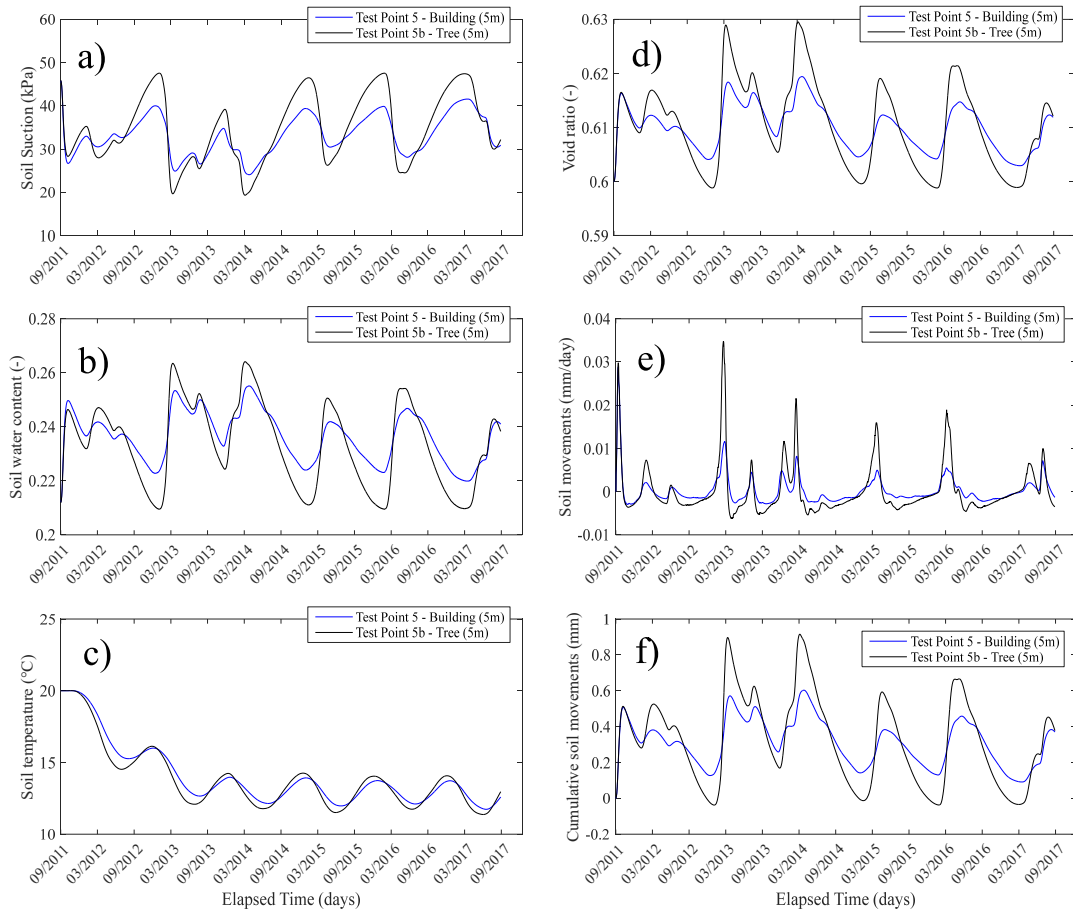 a)
Soil Suction (kPa)
60
50
40
30
20
10
Test Point 5 - Building (5m)
Test Point 5b - Tree (5m)
09/2011 03/2012 09/2012 03/2013 09/2013 03/2014 09/2014 03/2015 09/2015 03/2016 09/2016 03/2017 09/2017
d)
Void ratio (-)
0.63
0.62
0.61
0.6
0.59
Test Point 5 - Building (5m)
Test Point 5b - Tree (5m)
09/2011 03/2012 09/2012 03/2013 09/2013 03/2014 09/2014 03/2015 09/2015 03/2016 09/2016 03/2017 09/2017
b)
Soil water content (-)
0.28
0.26
0.24
0.22
0.2
Test Point 5 - Building (5m)
Test Point 5b - Tree (5m)
09/2011 03/2012 09/2012 03/2013 09/2013 03/2014 09/2014 03/2015 09/2015 03/2016 09/2016 03/2017 09/2017
e)
Soil movements (mm/day)
0.04
0.03
0.02
0.01
0
-0.01
Test Point 5 - Building (5m)
Test Point 5b - Tree (5m)
09/2011 03/2012 09/2012 03/2013 09/2013 03/2014 09/2014 03/2015 09/2015 03/2016 09/2016 03/2017 09/2017
c)
Soil temperature (°C)
25
20
15
10
Test Point 5 - Building (5m)
Test Point 5b - Tree (5m)
09/2011 03/2012 09/2012 03/2013 09/2013 03/2014 09/2014 03/2015 09/2015 03/2016 09/2016 03/2017 09/2017
Elapsed Time (days)
f)
Cumulative soil movements (mm)
1
0.8
0.6
0.4
0.2
0
-0.2
Test Point 5 - Building (5m)
Test Point 5b - Tree (5m)
09/2011 03/2012 09/2012 03/2013 09/2013 03/2014 09/2014 03/2015 09/2015 03/2016 09/2016 03/2017 09/2017
Elapsed Time (days)